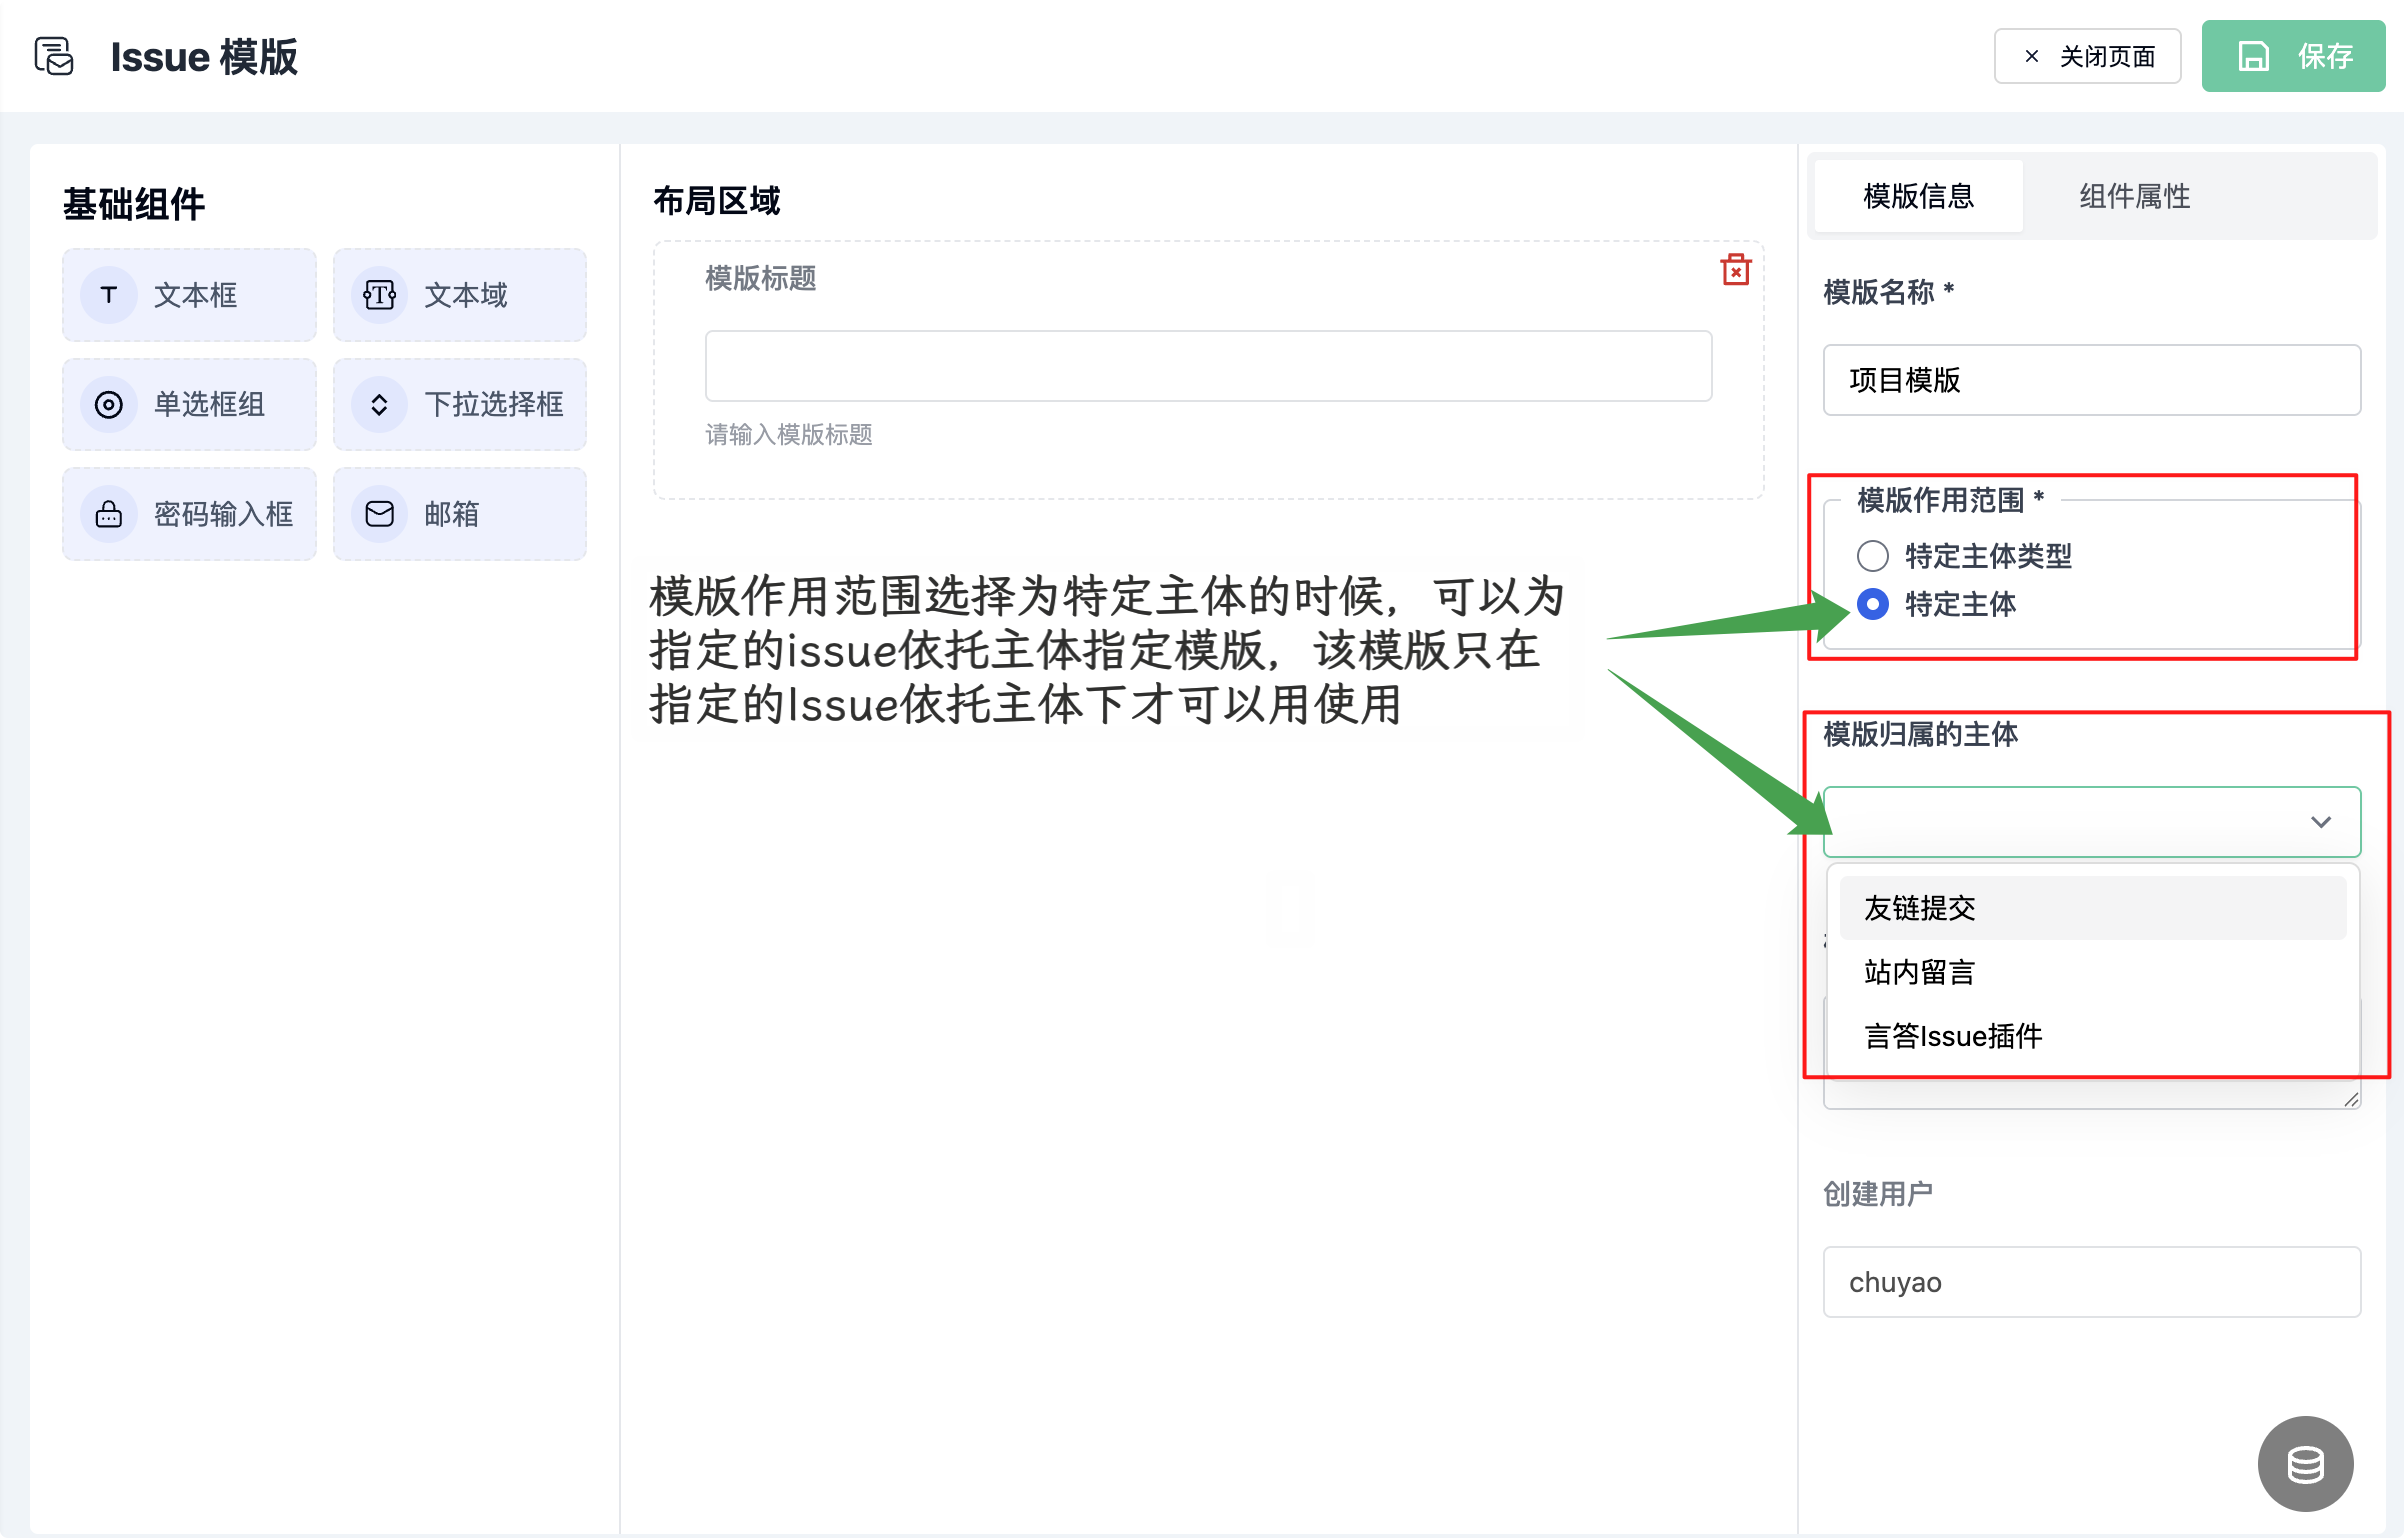 Issue 模版
× 关闭页面
保存
基础组件
文本框
文本域
单选框组
下拉选择框
密码输入框
邮箱
布局区域
模版标题
请输入模版标题
模版作用范围选择为特定主体的时候，可以为
指定的issue依托主体指定模版，该模版只在
指定的Issue依托主体下才可以用使用
模版信息
组件属性
模版名称 *
项目模版
模版作用范围 *
特定主体类型
特定主体
模版归属的主体
友链提交
站内留言
言答Issue插件
创建用户
chuyao